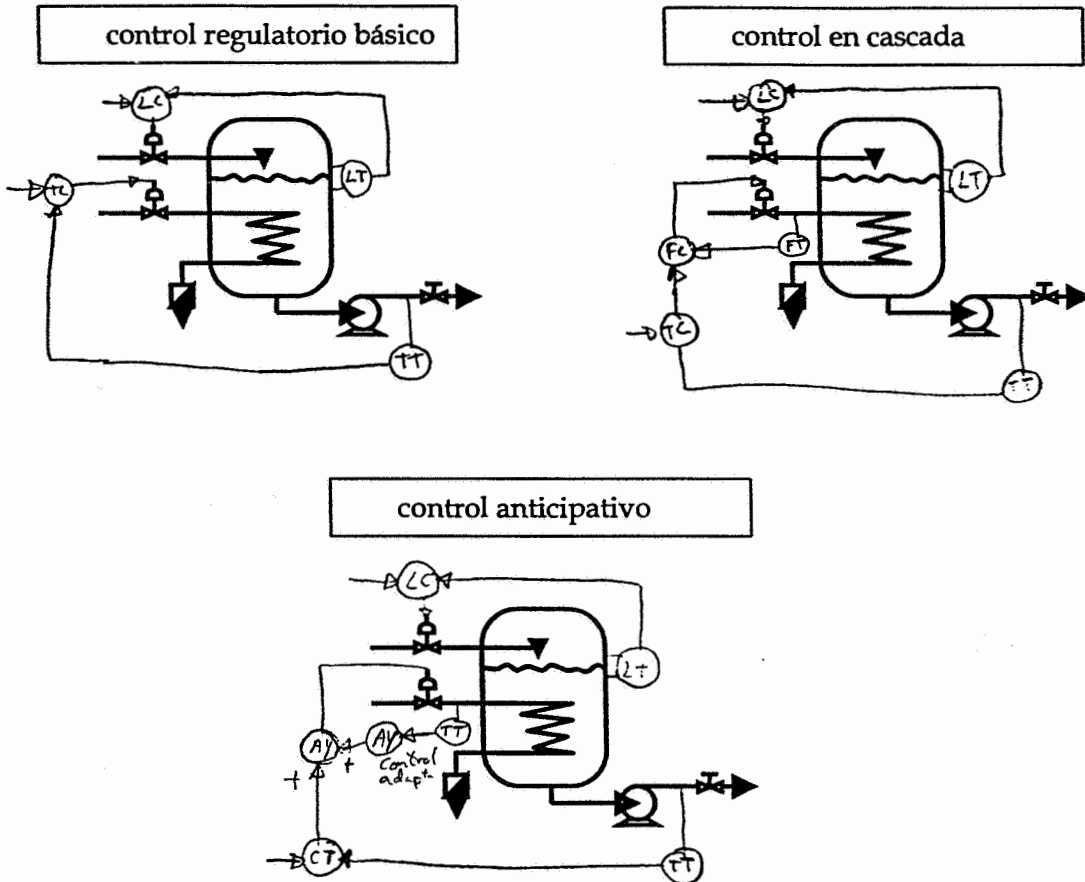 control regulatorio básico
LC
LT
TC
TT
control en cascada
LC
LT
FC
FT
TC
TT
control anticipativo
LC
LT
AY
AY
TT
+
+
control
CT
TT